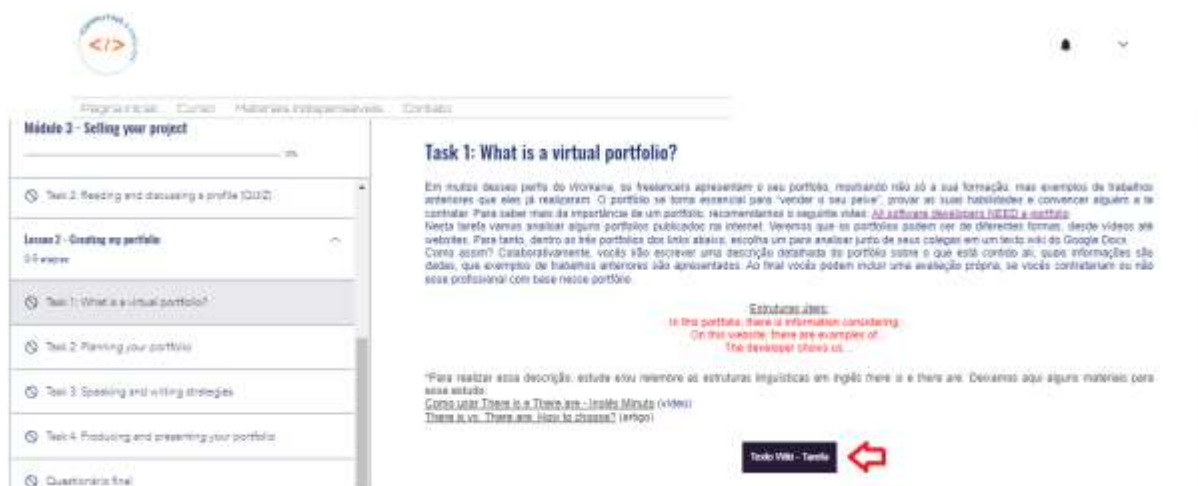 </>
Página inicial Curso Materiais indispensáveis Contato
Módulo 3 - Selling your project
0%
Task 2: Reading and discussing a profile (QUIZ)
Lesson 2 - Creating my portfolio
0/5 etapas
Task 1: What is a virtual portfolio?
Task 2: Planning your portfolio
Task 3: Speaking and writing strategies
Task 4: Producing and presenting your portfolio
Questionário final
Task 1: What is a virtual portfolio?
Em muitos desses perfis do Workana, os freelancers apresentam o seu portfólio, mostrando não só a sua formação, mas exemplos de trabalhos
anteriores que eles já realizaram. O portfólio se torna essencial para "vender o seu peixe", provar as suas habilidades e convencer alguém a te
contratar. Para saber mais da importância de um portfólio, recomendamos o seguinte vídeo: All software developers NEED a portfolio
Nesta tarefa vamos analisar alguns portfólios publicados na internet. Veremos que os portfólios podem ser de diferentes formas, desde vídeos até
websites. Para tanto, dentro os três portfólios dos links abaixo, escolha um para analisar junto de seus colegas em um texto wiki do Google Docs.
Como assim? Colaborativamente, vocês vão escrever uma descrição detalhada do portfólio sobre o que está contido ali, quais informações são
dadas, que exemplos de trabalhos anteriores são apresentados. Ao final vocês podem incluir uma avaliação própria, se vocês contratariam ou não
esse profissional com base nesse portfólio.
Estruturas úteis:
In this portfolio, there is information considering
On this website, there are examples of...
The developer shows us...
*Para realizar essa descrição, estude e/ou relembre as estruturas linguísticas em inglês there is e there are. Deixamos aqui alguns materiais para
esse estudo:
Como usar There is e There are - Inglês Minuto (vídeo)
There is vs. There are: How to choose? (artigo)
Texto Wiki - Tarefa